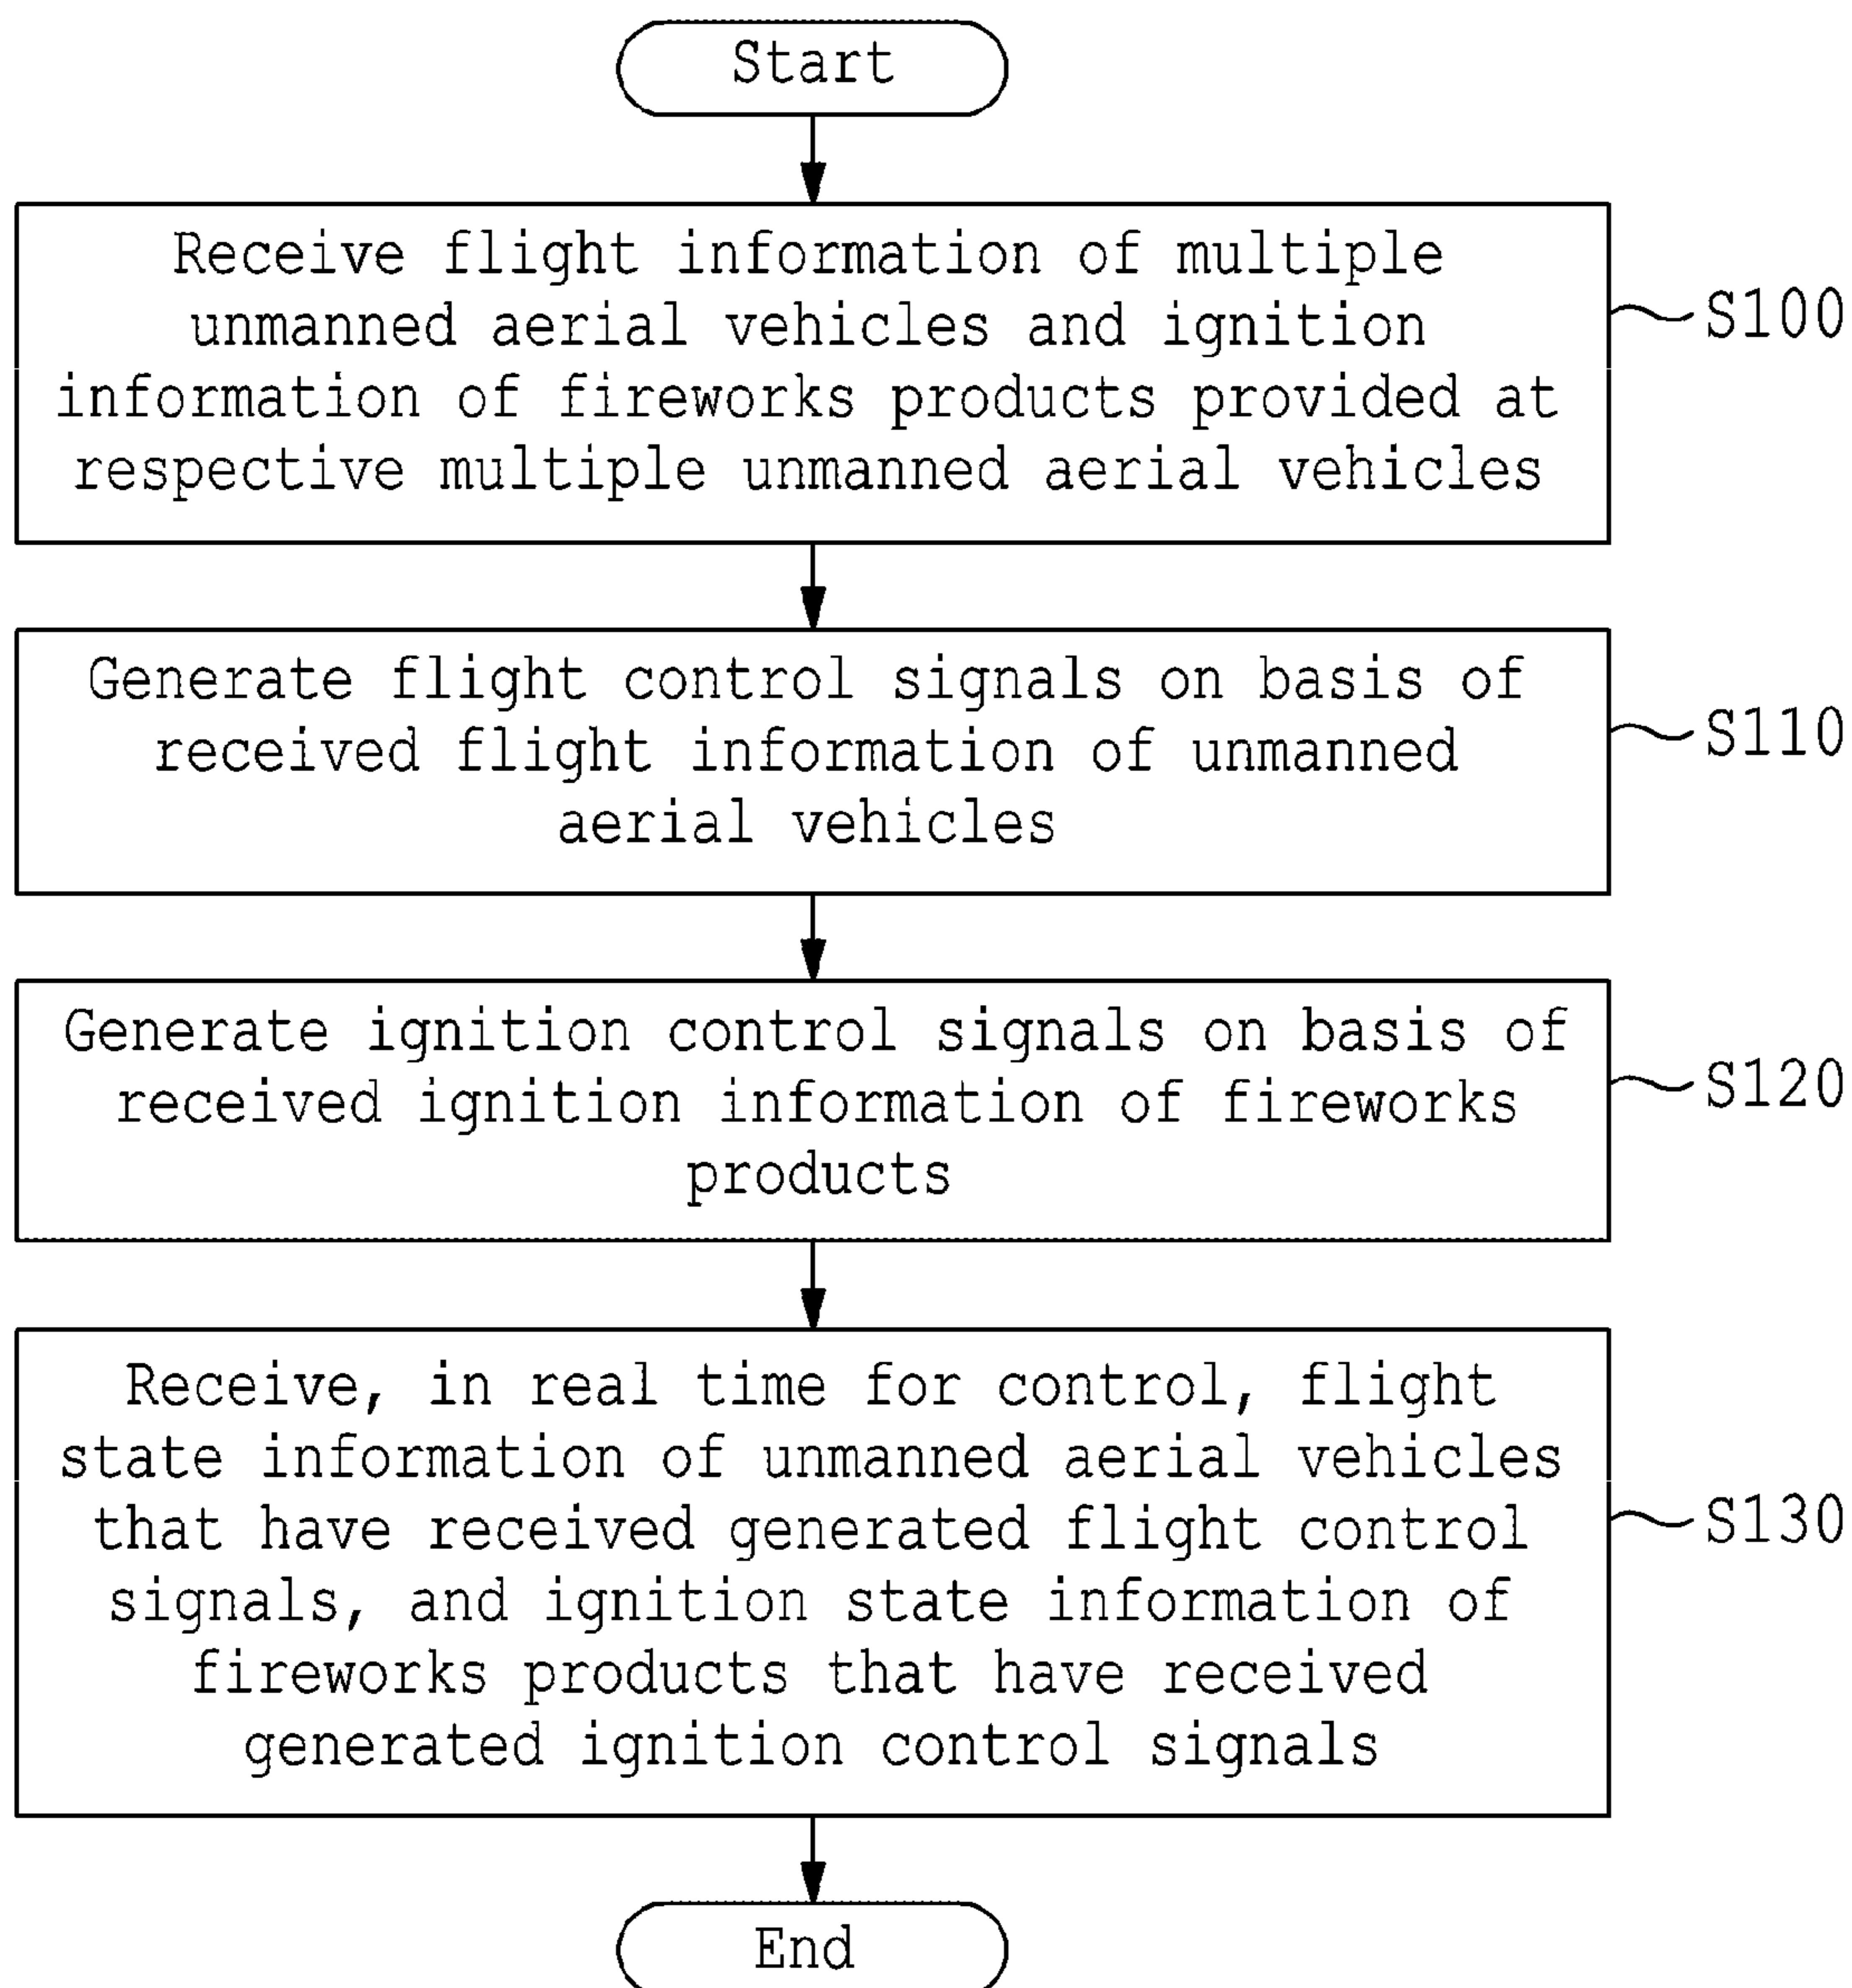 Start
Receive flight information of multiple
unmanned aerial vehicles and ignition
information of fireworks products provided at
respective multiple unmanned aerial vehicles
S100
Generate flight control signals on basis of
received flight information of unmanned
aerial vehicles
S110
Generate ignition control signals on basis of
received ignition information of fireworks
products
S120
Receive, in real time for control, flight
state information of unmanned aerial vehicles
that have received generated flight control
signals, and ignition state information of
fireworks products that have received
generated ignition control signals
S130
End